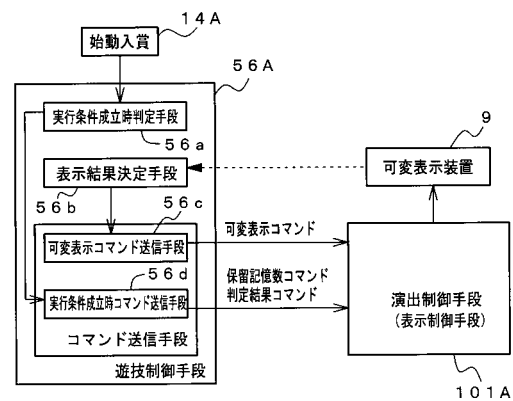 14A
始動入賞
56A
実行条件成立時判定手段
56a
9
表示結果決定手段
可変表示装置
56b
56c
可変表示コマンド送信手段
可変表示コマンド
56d
実行条件成立時コマンド送信手段
保留記憶数コマンド
判定結果コマンド
演出制御手段
(表示制御手段)
コマンド送信手段
遊技制御手段
101A